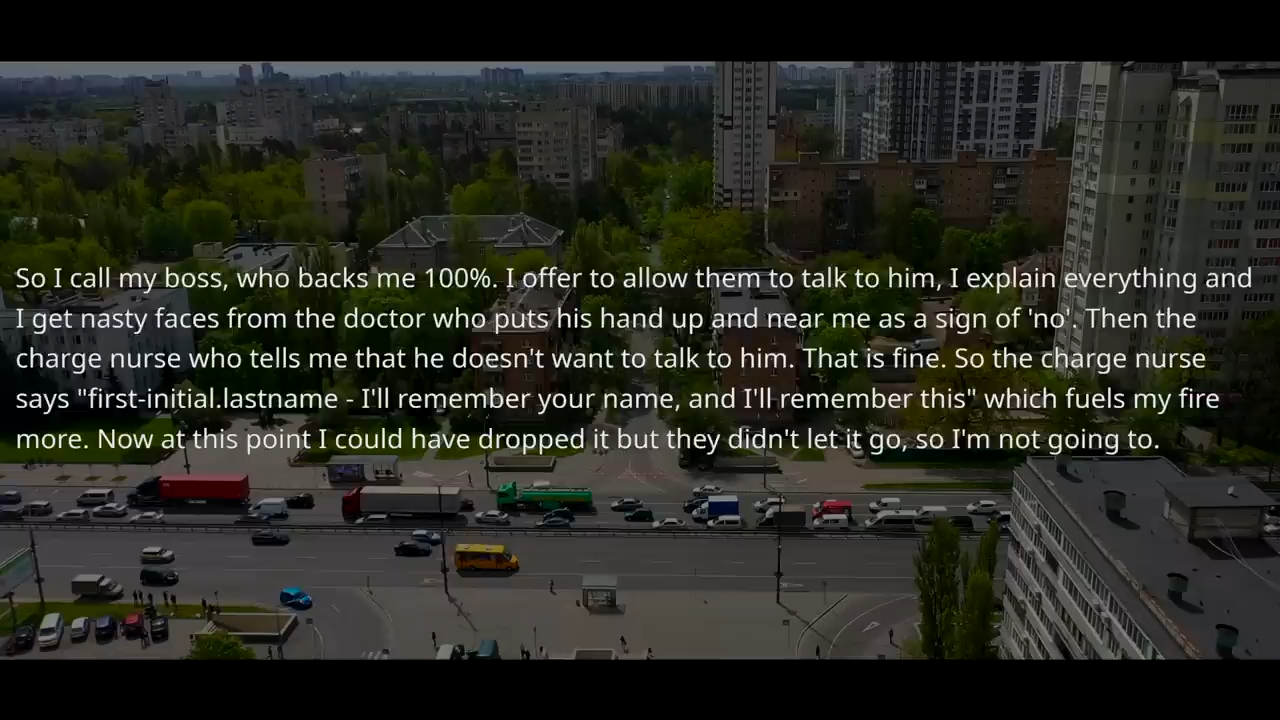 So I call my boss, who backs me 100%. I offer to allow them to talk to him, I explain everything and
I get nasty faces from the doctor who puts his hand up and near me as a sign of 'no'. Then the
charge nurse who tells me that he doesn't want to talk to him. That is fine. So the charge nurse
says "first-initial.lastname - I'll remember your name, and I'll remember this" which fuels my fire
more. Now at this point I could have dropped it but they didn't let it go, so I'm not going to.